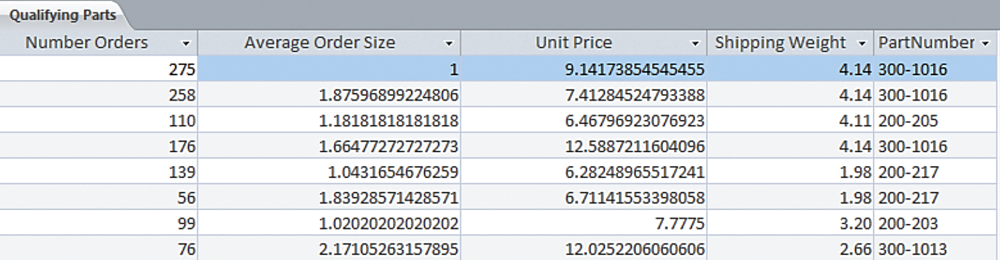 Qualifying Parts
Number Orders Average Order Size Unit Price Shipping Weight PartNumber
275 1 9.14173854545455 4.14 300-1016
258 1.87596899224806 7.41284524793388 4.14 300-1016
110 1.18181818181818 6.46796923076923 4.11 200-205
176 1.66477272727273 12.5887211604096 4.14 300-1016
139 1.0431654676259 6.28248965517241 1.98 200-217
56 1.83928571428571 6.71141553398058 1.98 200-217
99 1.02020202020202 7.7775 3.20 200-203
76 2.17105263157895 12.0252206060606 2.66 300-1013